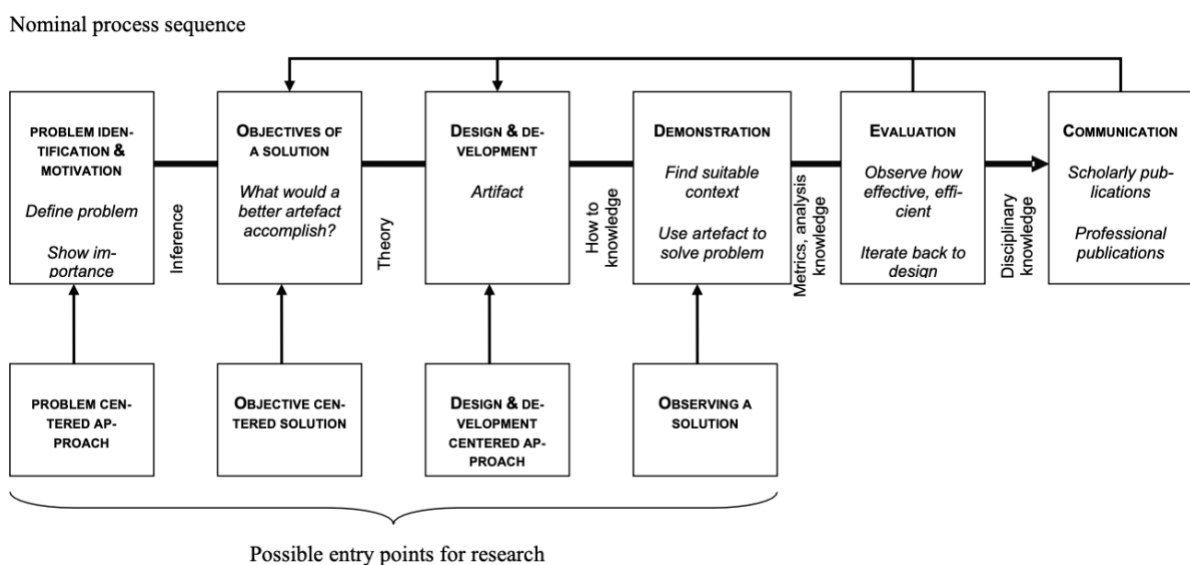 Nominal process sequence
PROBLEM IDEN-
TIFICATION &
MOTIVATION
Define problem
Show im-
portance
Inference
OBJECTIVES OF
A SOLUTION
What would a
better artefact
accomplish?
Theory
DESIGN & DE-
VELOPMENT
Artifact
How to
knowledge
DEMONSTRATION
Find suitable
context
Use artefact to
solve problem
Metrics, analysis
knowledge
EVALUATION
Observe how
effective, effi-
cient
Iterate back to
design
Disciplinary
knowledge
COMMUNICATION
Scholarly pub-
lications
Professional
publications
PROBLEM CEN-
TERED AP-
PROACH
OBJECTIVE CEN-
TERED SOLUTION
DESIGN & DE-
VELOPMENT
CENTERED AP-
PROACH
OBSERVING A
SOLUTION
Possible entry points for research